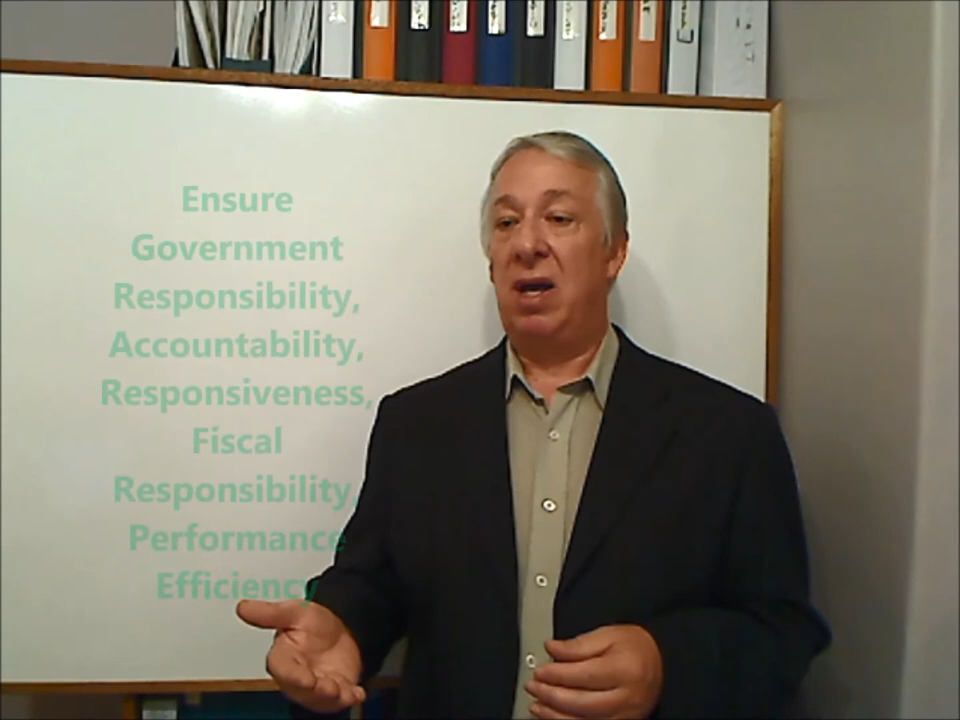 Ensure
Government
Responsibility,
Accountability,
Responsiveness,
Fiscal
Responsibility,
Performance
Efficiency